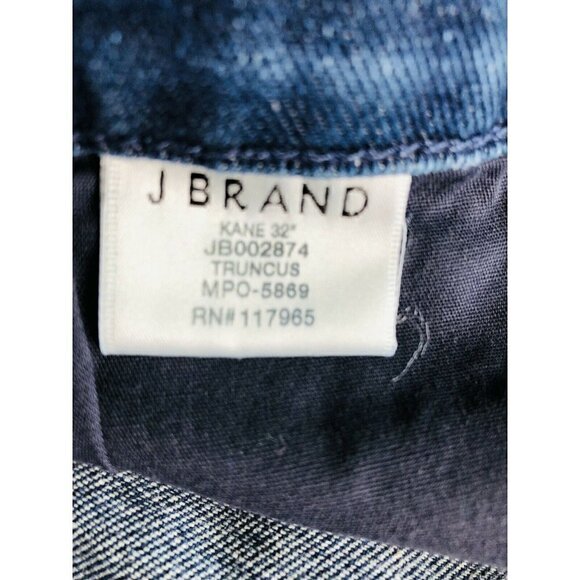 J BRAND
KANE 32"
JB002874
TRUNCUS
MPO-5869
RN# 117965